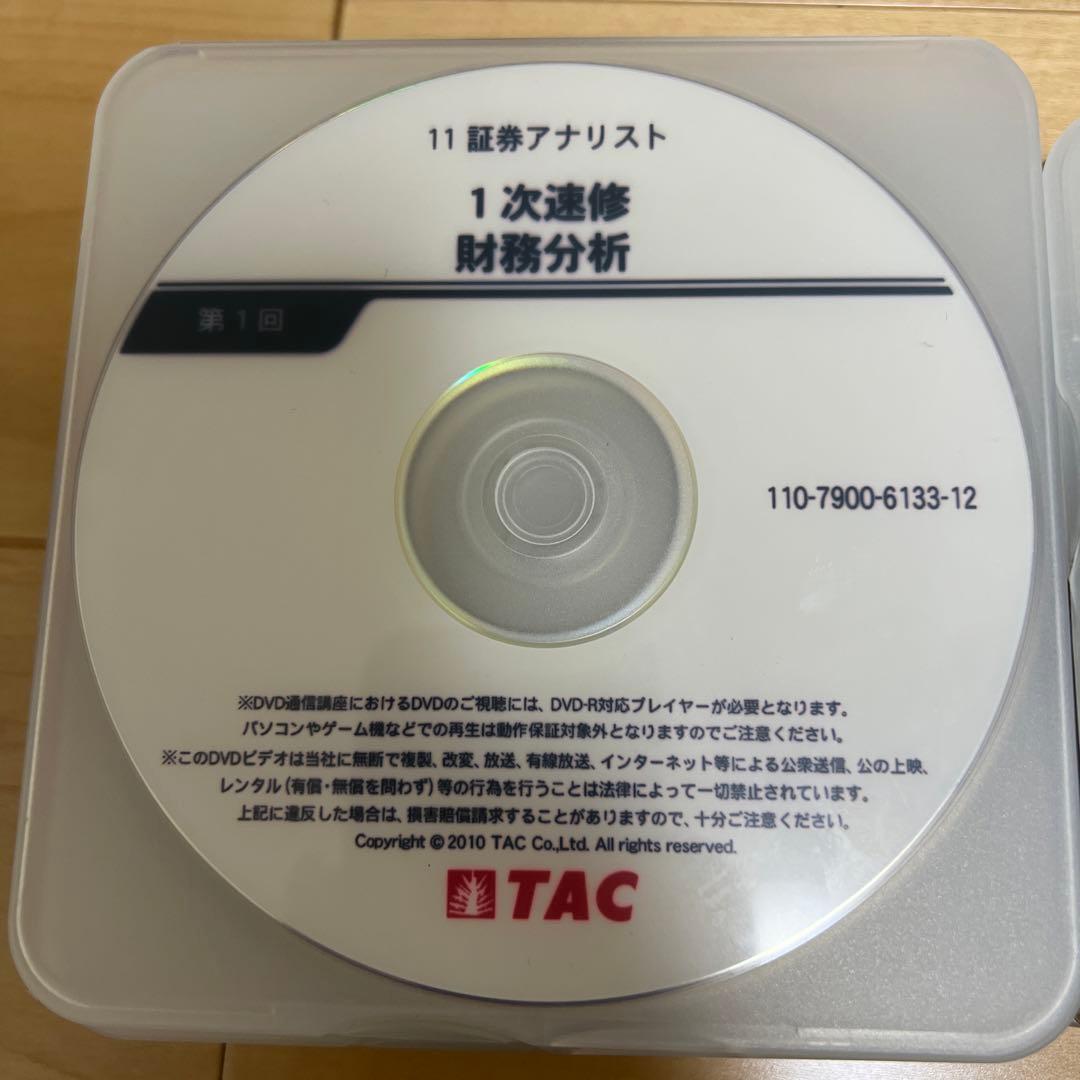 11 証券アナリスト
1次速修
財務分析
第1回
110-7900-6133-12
※DVD通信講座におけるDVDのご視聴には、DVD-R対応プレイヤーが必要となります。
パソコンやゲーム機などでの再生は動作保証対象外となりますのでご注意ください。
※このDVDビデオは当社に無断で複製、改変、放送、有線放送、インターネット等による公衆送信、公の上映、
レンタル(有償・無償を問わず)等の行為を行うことは法律によって一切禁止されています。
上記に違反した場合は、損害賠償請求することがありますので、十分ご注意ください。
Copyright © 2010 TAC Co.,Ltd. All rights reserved.
TAC